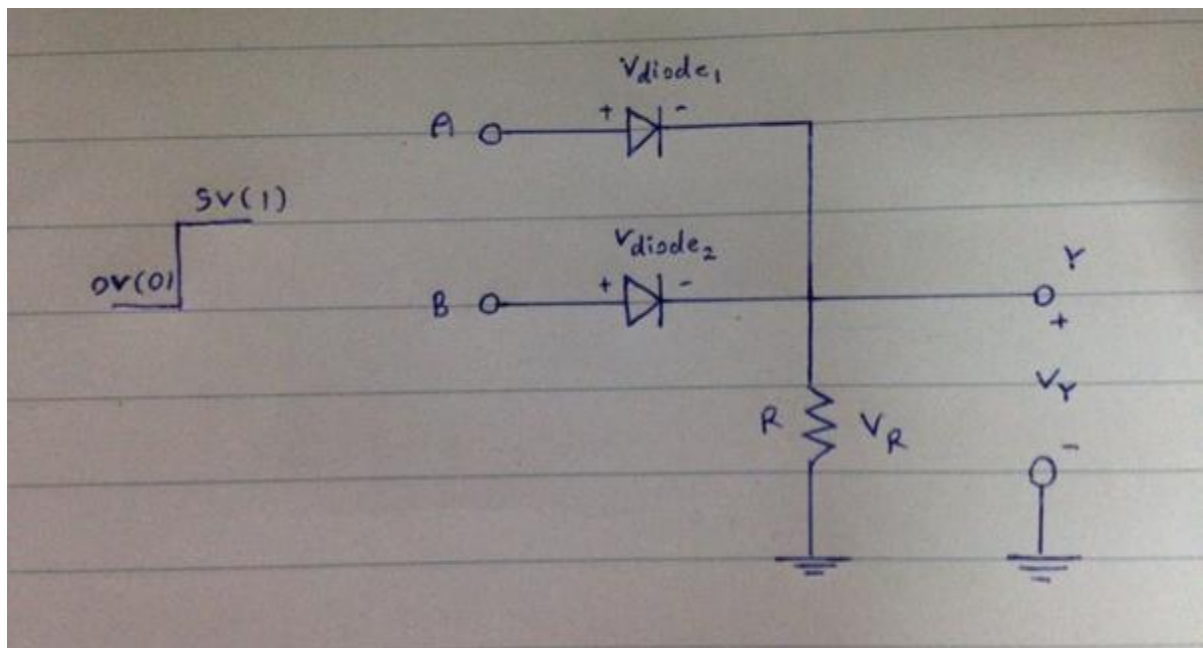 Vdiode1
A + -
5V(1)
Vdiode2
0V(0)
B + -
Y
+
VY
R VR
-